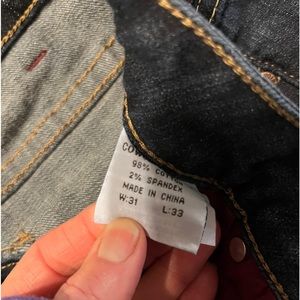 98% COTTON
2% SPANDEX
MADE IN CHINA
W:31 L:33